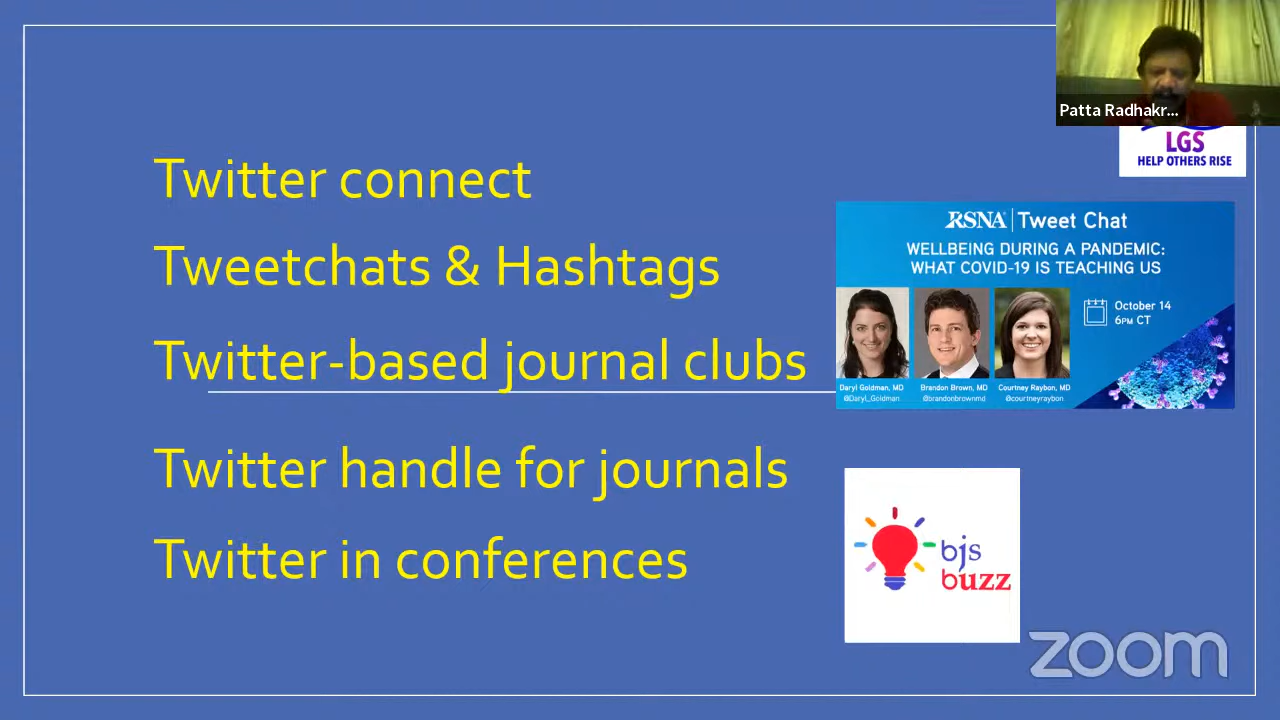 Patta Radhakr...
LGS
HELP OTHERS RISE
Twitter connect
Tweetchats & Hashtags
Twitter-based journal clubs
Twitter handle for journals
Twitter in conferences
RSNA® | Tweet Chat
WELLBEING DURING A PANDEMIC:
WHAT COVID-19 IS TEACHING US
October 14
6PM CT
Daryl Goldman, MD
@Daryl_Goldman
Brandon Brown, MD
@brandonbrownmd
Courtney Raybon, MD
@courtneyraybon
bjs
buzz
zoom